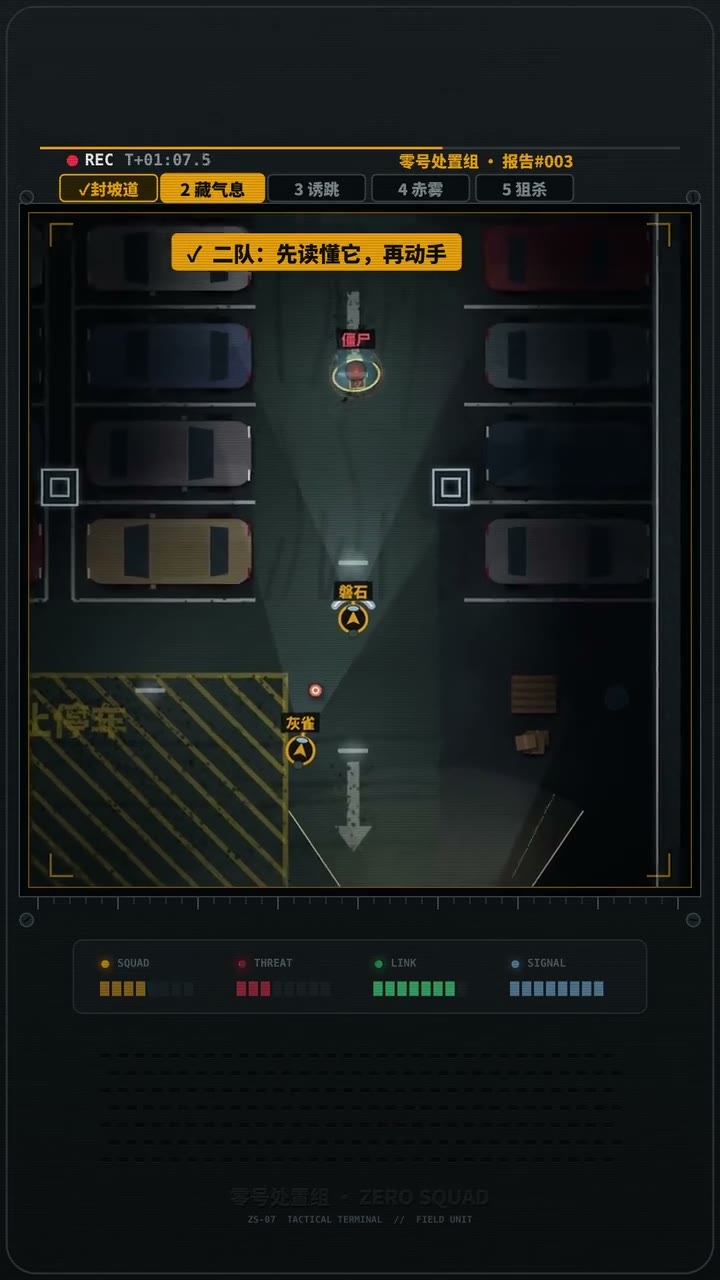 REC T+01:07.5
零号处置组 · 报告#003
✓封坡道 2 藏气息 3 诱跳 4 赤雾 5 狙杀
✓ 二队：先读懂它，再动手
僵尸
磐石
灰雀
止停车
SQUAD THREAT LINK SIGNAL
零号处置组 · ZERO SQUAD
ZS-07 TACTICAL TERMINAL // FIELD UNIT